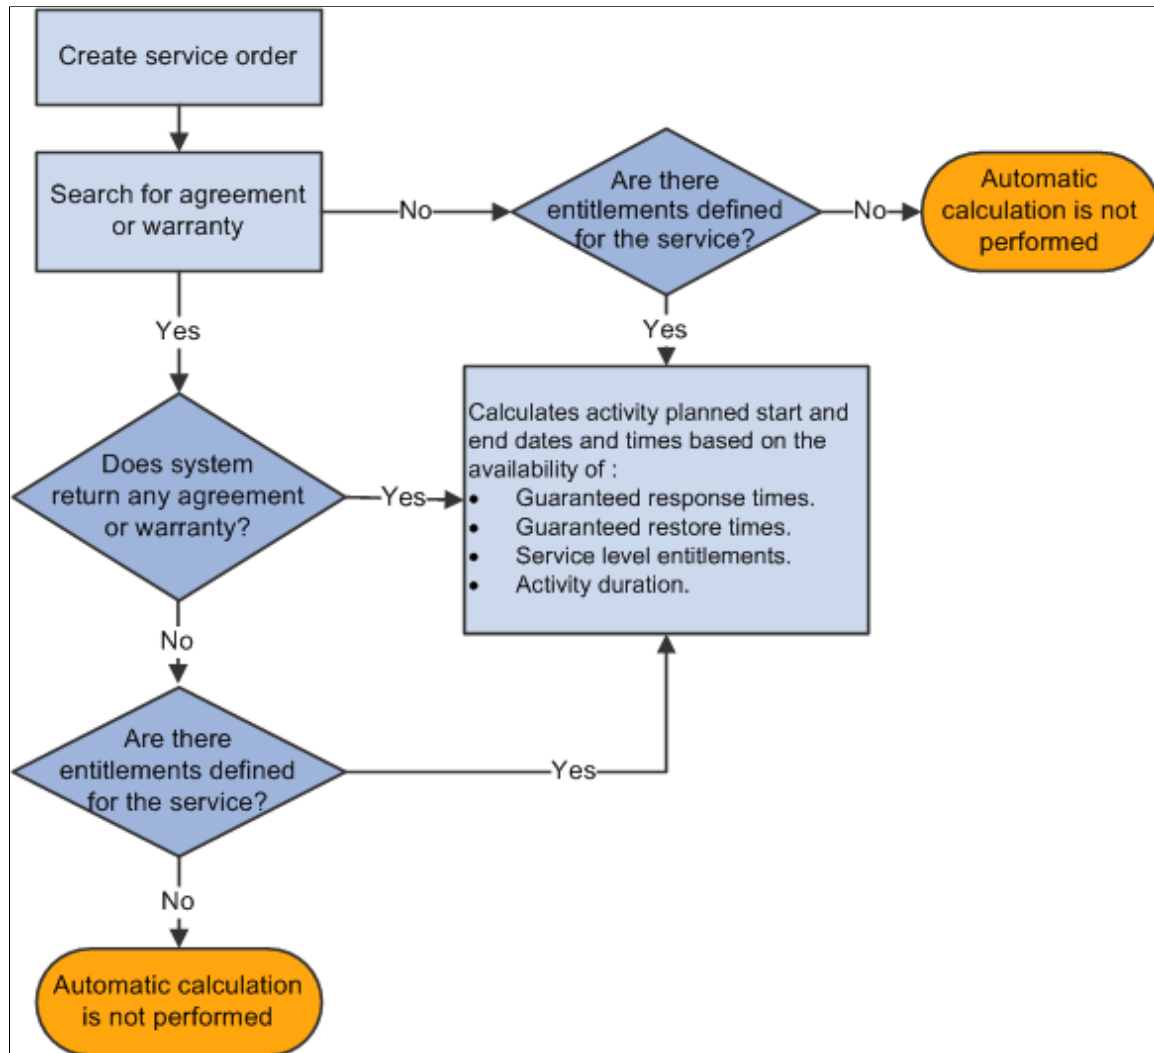 Create service order
Search for agreement
or warranty
No
Are there
entitlements defined
for the service?
No
Automatic
calculation is not
performed
Yes
Yes
Does system
return any agreement
or warranty?
Yes
Calculates activity planned start and
end dates and times based on the
availability of :
• Guaranteed response times.
• Guaranteed restore times.
• Service level entitlements.
• Activity duration.
No
Are there
entitlements defined
for the service?
Yes
No
Automatic calculation
is not performed